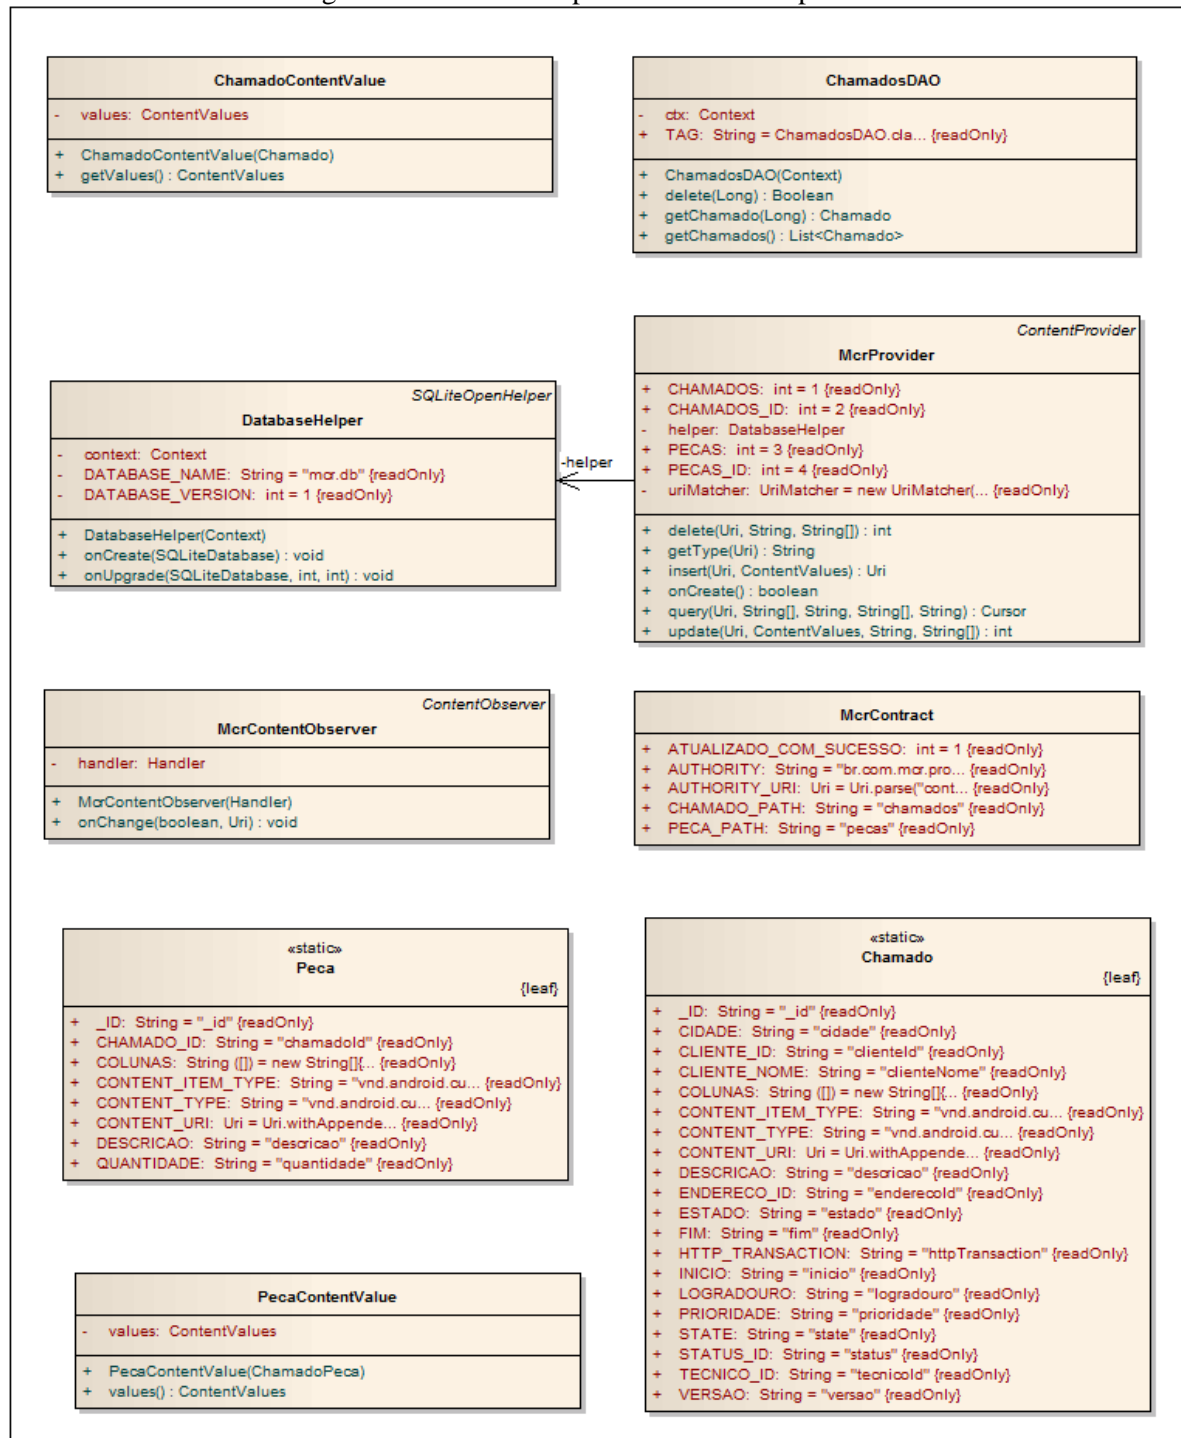 ChamadoContentValue
- values: ContentValues
+ ChamadoContentValue(Chamado)
+ getValues() : ContentValues
ChamadosDAO
- ctx: Context
+ TAG: String = ChamadosDAO.cla... {readOnly}
+ ChamadosDAO(Context)
+ delete(Long) : Boolean
+ getChamado(Long) : Chamado
+ getChamados() : List<Chamado>
SQLiteOpenHelper
DatabaseHelper
- context: Context
- DATABASE_NAME: String = "mcr.db" {readOnly}
- DATABASE_VERSION: int = 1 {readOnly}
+ DatabaseHelper(Context)
+ onCreate(SQLiteDatabase) : void
+ onUpgrade(SQLiteDatabase, int, int) : void
-helper
ContentProvider
McrProvider
+ CHAMADOS: int = 1 {readOnly}
+ CHAMADOS_ID: int = 2 {readOnly}
- helper: DatabaseHelper
+ PECAS: int = 3 {readOnly}
+ PECAS_ID: int = 4 {readOnly}
- uriMatcher: UriMatcher = new UriMatcher(... {readOnly}
+ delete(Uri, String, String[]) : int
+ getType(Uri) : String
+ insert(Uri, ContentValues) : Uri
+ onCreate() : boolean
+ query(Uri, String[], String, String[], String) : Cursor
+ update(Uri, ContentValues, String, String[]) : int
ContentObserver
McrContentObserver
- handler: Handler
+ McrContentObserver(Handler)
+ onChange(boolean, Uri) : void
McrContract
+ ATUALIZADO_COM_SUCESSO: int = 1 {readOnly}
+ AUTHORITY: String = "br.com.mcr.pro... {readOnly}
+ AUTHORITY_URI: Uri = Uri.parse("cont... {readOnly}
+ CHAMADO_PATH: String = "chamados" {readOnly}
+ PECA_PATH: String = "pecas" {readOnly}
«static»
Peca
{leaf}
+ _ID: String = "_id" {readOnly}
+ CHAMADO_ID: String = "chamadoId" {readOnly}
+ COLUNAS: String ([]) = new String[]{... {readOnly}
+ CONTENT_ITEM_TYPE: String = "vnd.android.cu... {readOnly}
+ CONTENT_TYPE: String = "vnd.android.cu... {readOnly}
+ CONTENT_URI: Uri = Uri.withAppende... {readOnly}
+ DESCRICAO: String = "descricao" {readOnly}
+ QUANTIDADE: String = "quantidade" {readOnly}
«static»
Chamado
{leaf}
+ _ID: String = "_id" {readOnly}
+ CIDADE: String = "cidade" {readOnly}
+ CLIENTE_ID: String = "clienteId" {readOnly}
+ CLIENTE_NOME: String = "clienteNome" {readOnly}
+ COLUNAS: String ([]) = new String[]{... {readOnly}
+ CONTENT_ITEM_TYPE: String = "vnd.android.cu... {readOnly}
+ CONTENT_TYPE: String = "vnd.android.cu... {readOnly}
+ CONTENT_URI: Uri = Uri.withAppende... {readOnly}
+ DESCRICAO: String = "descricao" {readOnly}
+ ENDERECO_ID: String = "enderecoId" {readOnly}
+ ESTADO: String = "estado" {readOnly}
+ FIM: String = "fim" {readOnly}
+ HTTP_TRANSACTION: String = "httpTransaction" {readOnly}
+ INICIO: String = "inicio" {readOnly}
+ LOGRADOURO: String = "logradouro" {readOnly}
+ PRIORIDADE: String = "prioridade" {readOnly}
+ STATE: String = "state" {readOnly}
+ STATUS_ID: String = "status" {readOnly}
+ TECNICO_ID: String = "tecnicoId" {readOnly}
+ VERSAO: String = "versao" {readOnly}
PecaContentValue
- values: ContentValues
+ PecaContentValue(ChamadoPeca)
+ values() : ContentValues